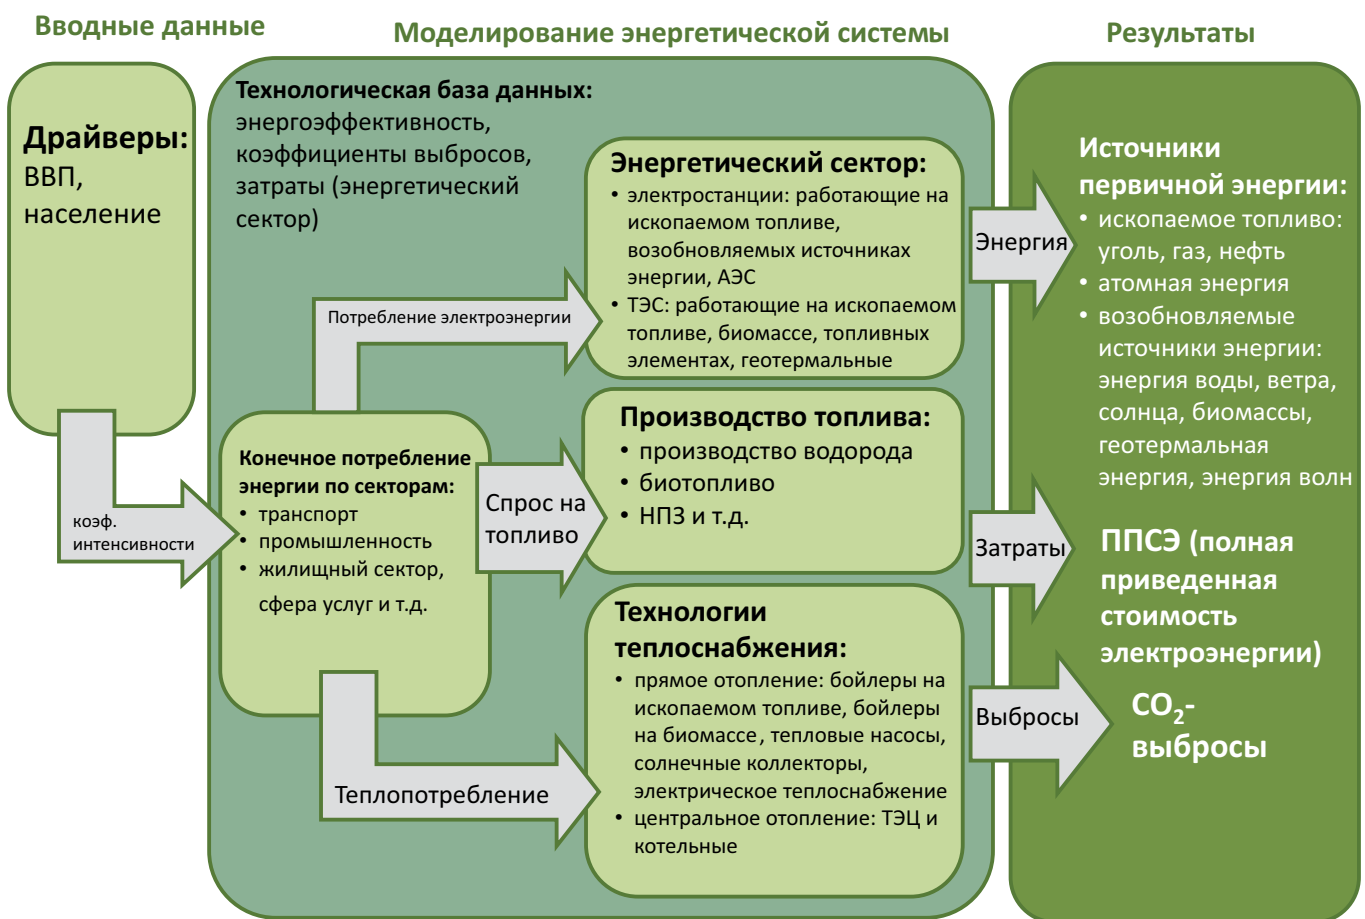 Вводные данные
Моделирование энергетической системы
Результаты
Драйверы:
ВВП,
население
коэф.
интенсивности
Технологическая база данных:
энергоэффективность,
коэффициенты выбросов,
затраты (энергетический
сектор)
Конечное потребление
энергии по секторам:
• транспорт
• промышленность
• жилищный сектор,
сфера услуг и т.д.
Потребление электроэнергии
Спрос на
топливо
Теплопотребление
Энергетический сектор:
• электростанции: работающие на
ископаемом топливе,
возобновляемых источниках
энергии, АЭС
• ТЭС: работающие на ископаемом
топливе, биомассе, топливных
элементах, геотермальные
Производство топлива:
• производство водорода
• биотопливо
• НПЗ и т.д.
Технологии
теплоснабжения:
• прямое отопление: бойлеры на
ископаемом топливе, бойлеры
на биомассе, тепловые насосы,
солнечные коллекторы,
электрическое теплоснабжение
• центральное отопление: ТЭЦ и
котельные
Энергия
Затраты
Выбросы
Источники
первичной энергии:
• ископаемое топливо:
уголь, газ, нефть
• атомная энергия
• возобновляемые
источники энергии:
энергия воды, ветра,
солнца, биомассы,
геотермальная
энергия, энергия волн
ППСЭ (полная
приведенная
стоимость
электроэнергии)
CO₂-
выбросы